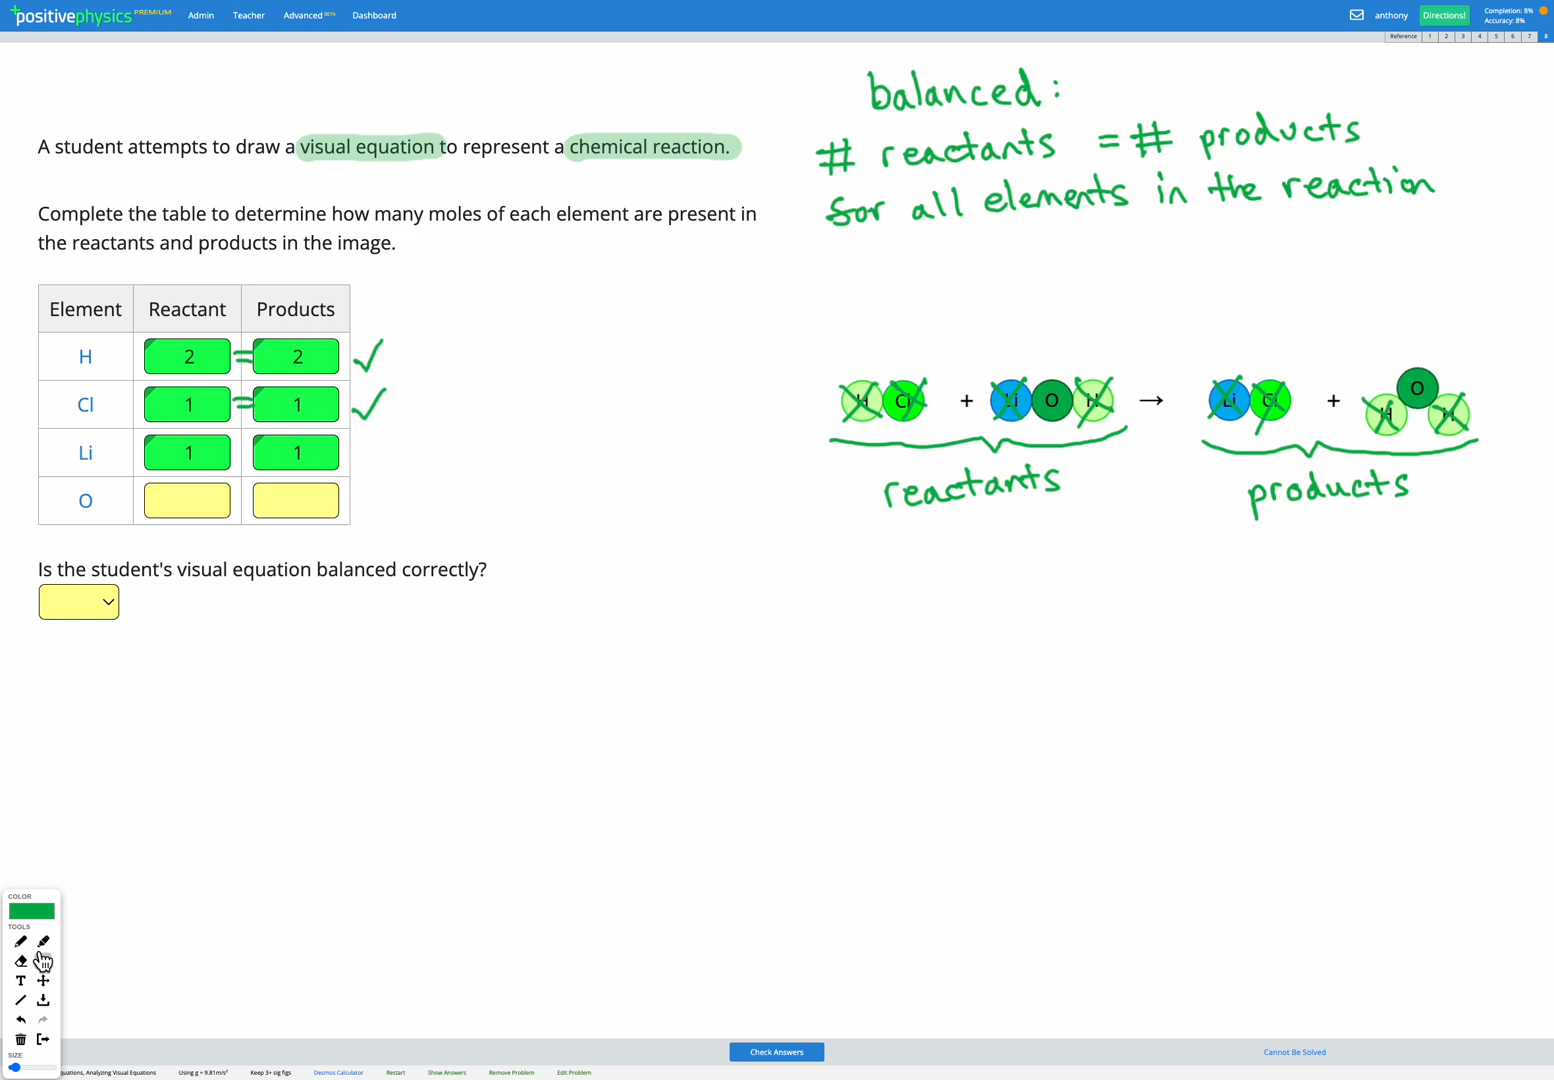 positivephysics PREMIUM Admin Teacher Advanced BETA Dashboard anthony Directions! Completion: 8% Accuracy: 8%
Reference 1 2 3 4 5 6 7 8
balanced:
# reactants = # products
for all elements in the reaction
A student attempts to draw a visual equation to represent a chemical reaction.
Complete the table to determine how many moles of each element are present in
the reactants and products in the image.
Element Reactant Products
H 2 = 2 ✓
Cl 1 = 1 ✓
Li 1 1
O
H Cl + Li O H → Li Cl + H O H
reactants products
Is the student's visual equation balanced correctly?
COLOR
TOOLS
T
SIZE
Check Answers
Cannot Be Solved
quations, Analyzing Visual Equations Using g = 9.81m/s² Keep 3+ sig figs Desmos Calculator Restart Show Answers Remove Problem Edit Problem